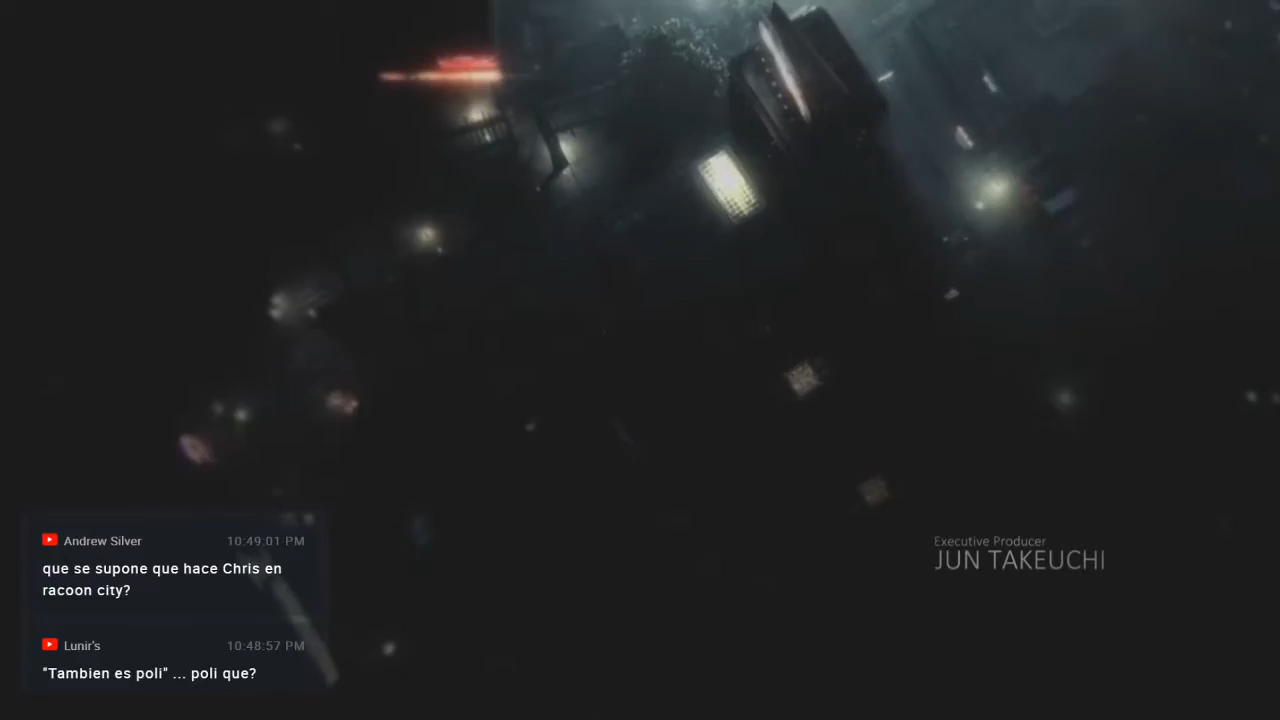 Executive Producer
JUN TAKEUCHI
Andrew Silver 10:49:01 PM
que se supone que hace Chris en
racoon city?
Lunir's 10:48:57 PM
"Tambien es poli" ... poli que?